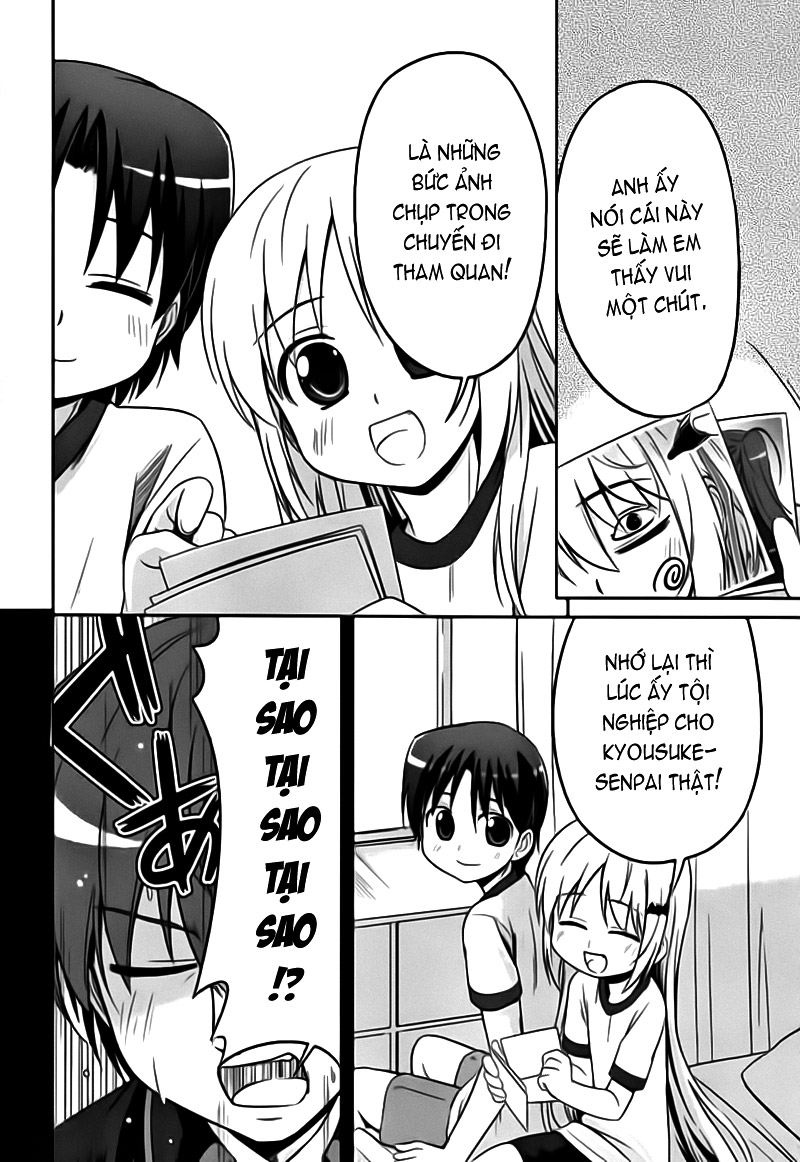 ANH ẤY
NÓI CÁI NÀY
SẼ LÀM EM
THẤY VUI
MỘT CHÚT.
LÀ NHỮNG
BỨC ẢNH
CHỤP TRONG
CHUYẾN ĐI
THAM QUAN!
NHỚ LẠI THÌ
LÚC ẤY TỘI
NGHIỆP CHO
KYOUSUKE-
SENPAI THẬT!
TẠI
SAO
TẠI
SAO
TẠI
SAO
!?